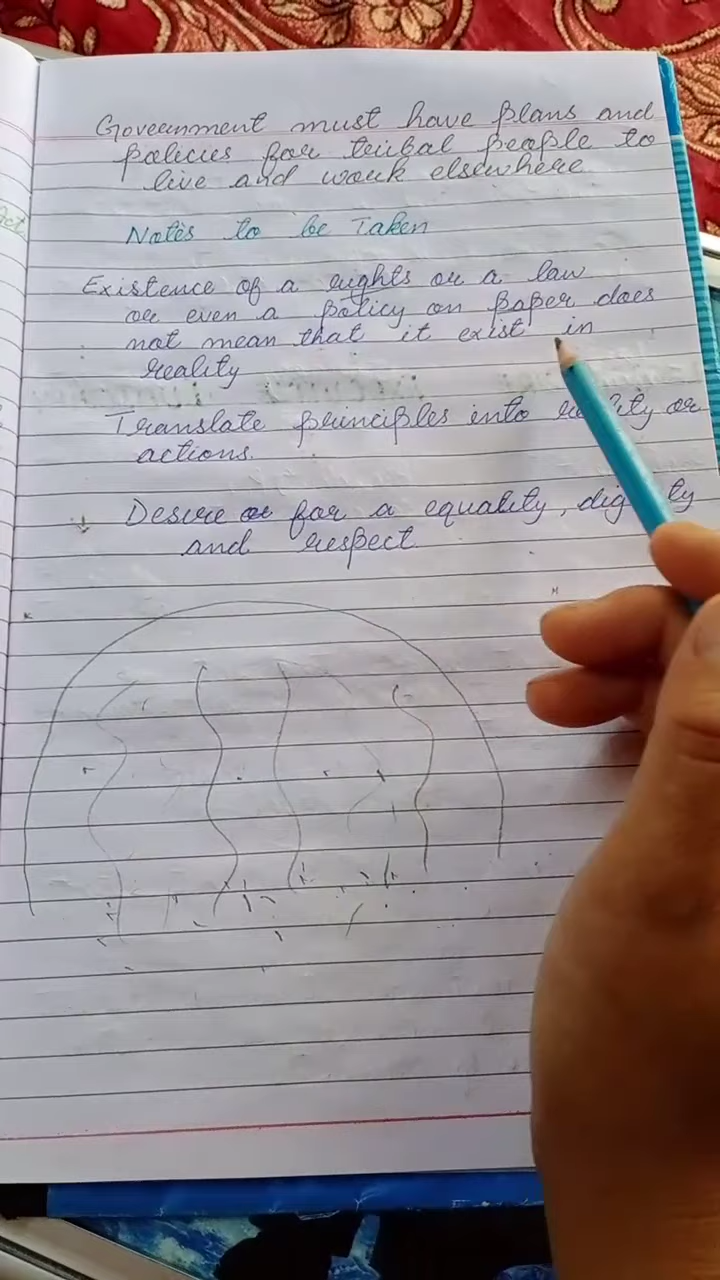 Government must have plans and
policies for tribal people to
live and work elsewhere
Notes to be Taken
Existence of a rights or a law
or even a policy on paper does
not mean that it exist in
reality
Translate principles into reality or
actions.
Desire or for a equality, dignity
and respect.